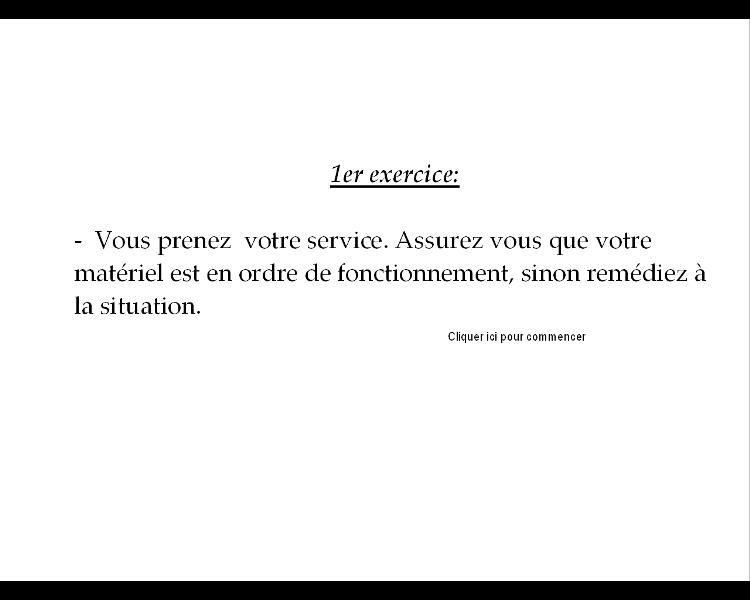 1er exercice:
- Vous prenez  votre service. Assurez vous que votre
matériel est en ordre de fonctionnement, sinon remédiez à
la situation.
Cliquer ici pour commencer